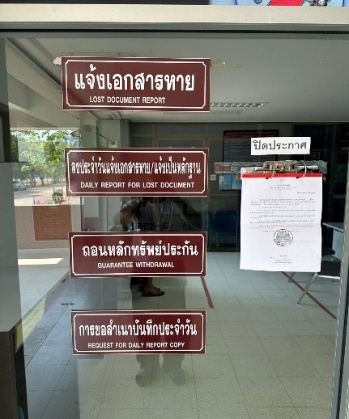 แจ้งเอกสารหาย
LOST DOCUMENT REPORT
ลงประจำวันแจ้งเอกสารหาย/แจ้งเป็นหลักฐาน
DAILY REPORT FOR LOST DOCUMENT
ปิดประกาศ
ถอนหลักทรัพย์ประกัน
GUARANTEE WITHDRAWAL
การขอสำเนาบันทึกประจำวัน
REQUEST FOR DAILY REPORT COPY